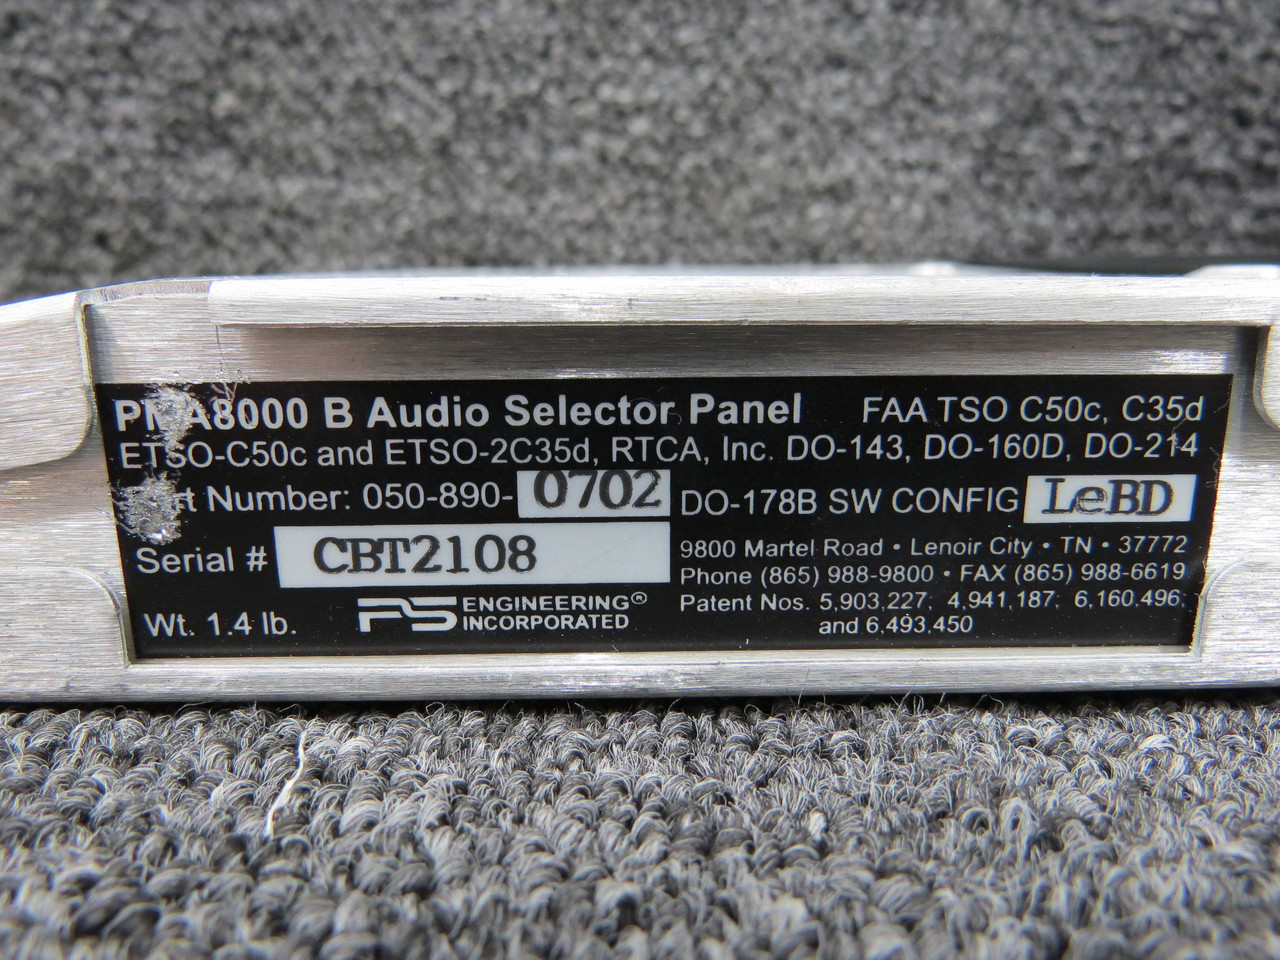 PMA8000 B Audio Selector Panel FAA TSO C50c, C35d
ETSO-C50c and ETSO-2C35d, RTCA, Inc. DO-143, DO-160D, DO-214
Number: 050-890-0702 DO-178B SW CONFIG LeBD
Serial # CBT2108
9800 Martel Road • Lenoir City • TN • 37772
Phone (865) 988-9800 • FAX (865) 988-6619
Patent Nos. 5,903,227; 4,941,187; 6,160,496;
and 6,493,450
Wt. 1.4 lb. PS ENGINEERING®
INCORPORATED